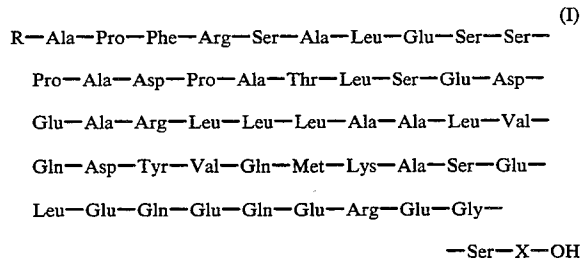 (I)
R—Ala—Pro—Phe—Arg—Ser—Ala—Leu—Glu—Ser—Ser—
Pro—Ala—Asp—Pro—Ala—Thr—Leu—Ser—Glu—Asp—
Glu—Ala—Arg—Leu—Leu—Leu—Ala—Ala—Leu—Val—
Gln—Asp—Tyr—Val—Gln—Met—Lys—Ala—Ser—Glu—
Leu—Glu—Gln—Glu—Gln—Glu—Arg—Glu—Gly—
—Ser—X—OH